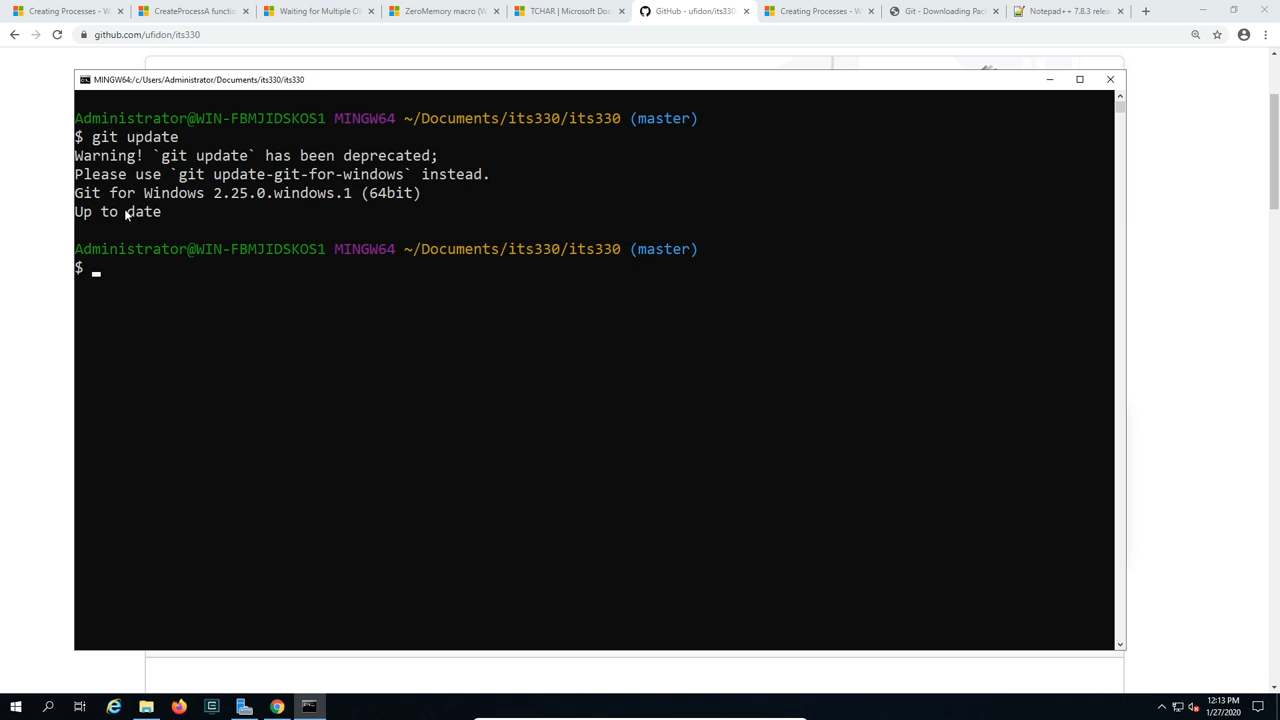 Creating Processes - W
CreateProcessA functio
Waiting for Multiple Ob
ZeroMemory macro (W
TCHAR | Microsoft Doc
GitHub - ufidon/its330
Creating Processes - W
Git - Downloading Pack
Notepad++ 7.8.3 relea
github.com/ufidon/its330
MINGW64:/c/Users/Administrator/Documents/its330/its330
Administrator@WIN-FBMJIDSKOS1 MINGW64 ~/Documents/its330/its330 (master)
$ git update
Warning! `git update` has been deprecated;
Please use `git update-git-for-windows` instead.
Git for Windows 2.25.0.windows.1 (64bit)
Up to date
Administrator@WIN-FBMJIDSKOS1 MINGW64 ~/Documents/its330/its330 (master)
$
12:13 PM
1/27/2020